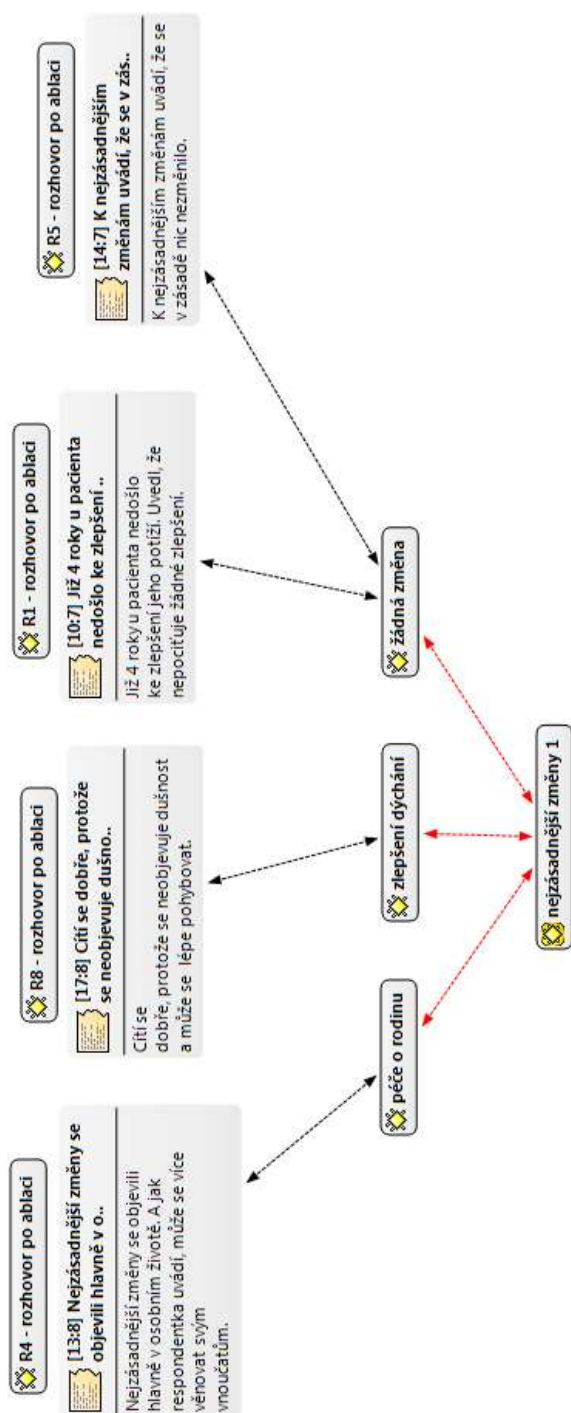 R4 - rozhovor po ablaci
[13:8] Nejzásadnější změny se
objevili hlavně v o..
Nejzásadnější změny se objevili
hlavně v osobním životě. A jak
respondentka uvádí, může se více
věnovat svým
vnoučatům.
R8 - rozhovor po ablaci
[17:8] Cítí se dobře, protože
se neobjevuje dušno..
Cítí se
dobře, protože se neobjevuje dušnost
a může se lépe pohybovat.
R1 - rozhovor po ablaci
[10:7] Již 4 roky u pacienta
nedošlo ke zlepšení ..
Již 4 roky u pacienta nedošlo
ke zlepšení jeho potíží. Uvedl, že
nepociťuje žádné zlepšení.
R5 - rozhovor po ablaci
[14:7] K nejzásadnějším
změnám uvádí, že se v zás..
K nejzásadnějším změnám uvádí, že se
v zásadě nic nezměnilo.
péče o rodinu
zlepšení dýchání
žádná změna
nejzásadnější změny 1